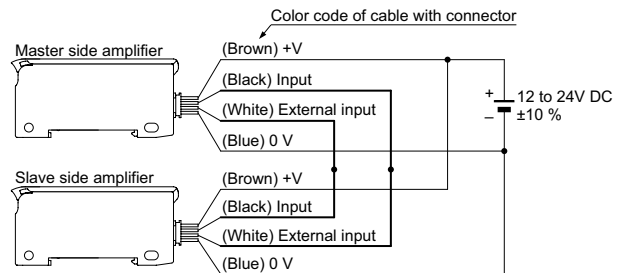 Color code of cable with connector
Master side amplifier
(Brown) +V
(Black) Input
(White) External input
(Blue) 0 V
+
–
12 to 24V DC
±10 %
Slave side amplifier
(Brown) +V
(Black) Input
(White) External input
(Blue) 0 V